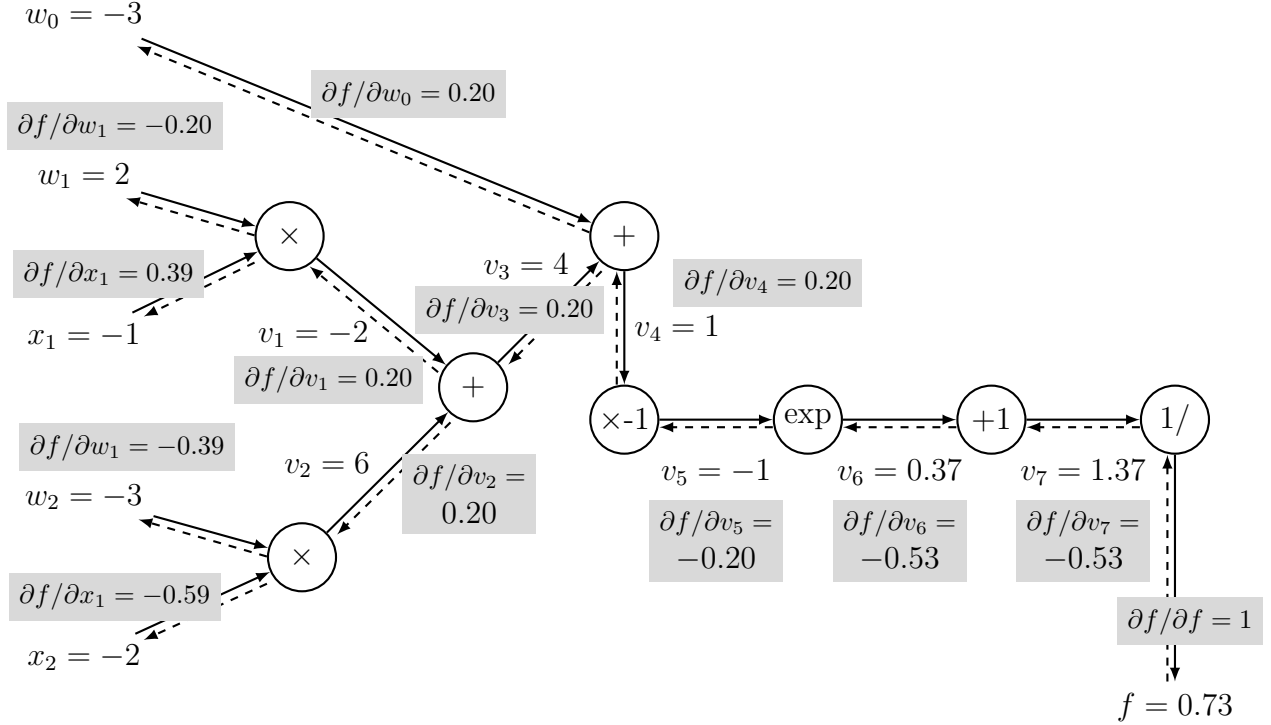 w₀ = −3
∂f/∂w₀ = 0.20
∂f/∂w₁ = −0.20
w₁ = 2
×
+
∂f/∂x₁ = 0.39
v₃ = 4
∂f/∂v₄ = 0.20
∂f/∂v₃ = 0.20
x₁ = −1
v₁ = −2
v₄ = 1
∂f/∂v₁ = 0.20
+
×-1
exp
+1
1/
∂f/∂w₁ = −0.39
v₂ = 6
∂f/∂v₂ =
0.20
v₅ = −1
v₆ = 0.37
v₇ = 1.37
w₂ = −3
∂f/∂v₅ =
−0.20
∂f/∂v₆ =
−0.53
∂f/∂v₇ =
−0.53
×
∂f/∂x₁ = −0.59
∂f/∂f = 1
x₂ = −2
f = 0.73